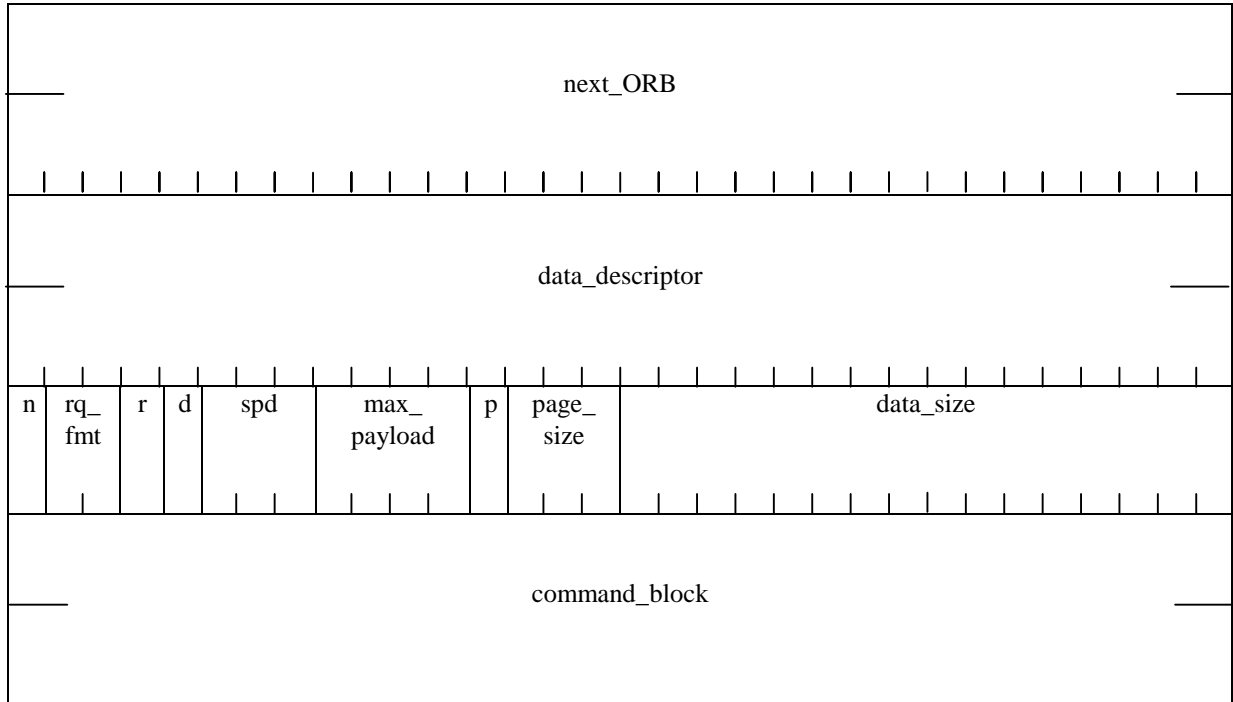 next_ORB
data_descriptor
n rq_ r d spd max_ p page_ data_size
fmt payload size
command_block